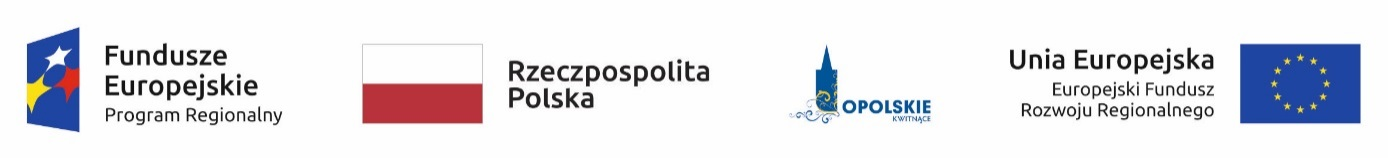 Fundusze
Europejskie
Program Regionalny
Rzeczpospolita
Polska
OPOLSKIE
KWITNĄCE
Unia Europejska
Europejski Fundusz
Rozwoju Regionalnego